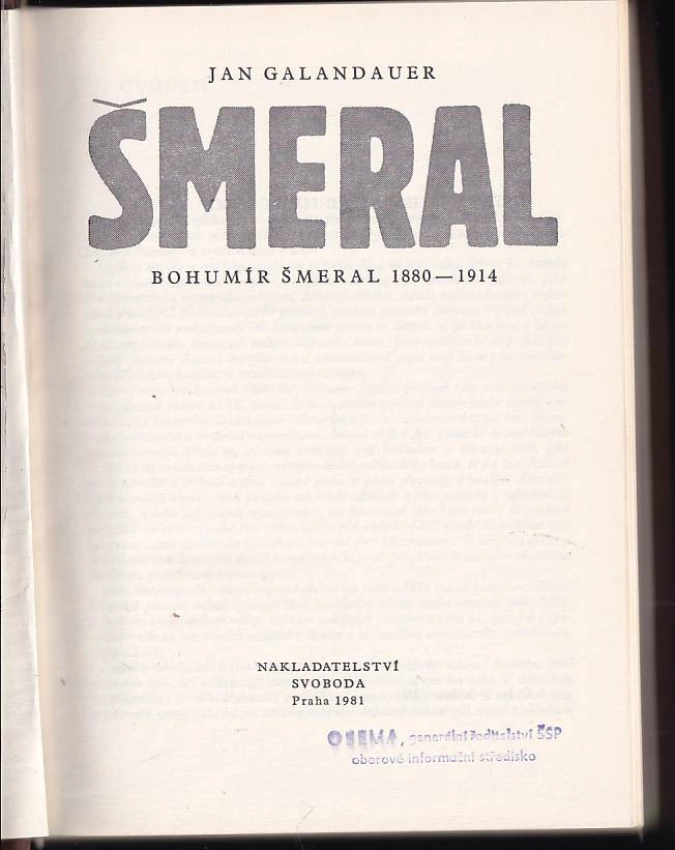 JAN GALANDAUER
ŠMERAL
BOHUMÍR ŠMERAL 1880—1914
NAKLADATELSTVÍ
SVOBODA
Praha 1981
OSEMA, generální ředitelství ŠSP
oborové informační středisko